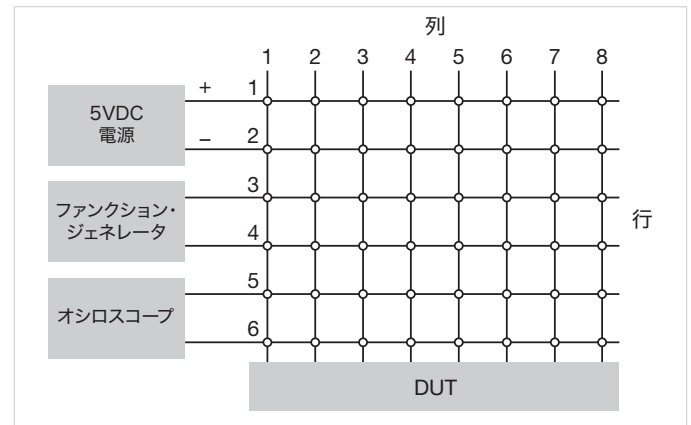 列
1 2 3 4 5 6 7 8
5VDC
電源
+ 1
– 2
ファンクション・
ジェネレータ
3
4
行
オシロスコープ
5
6
DUT